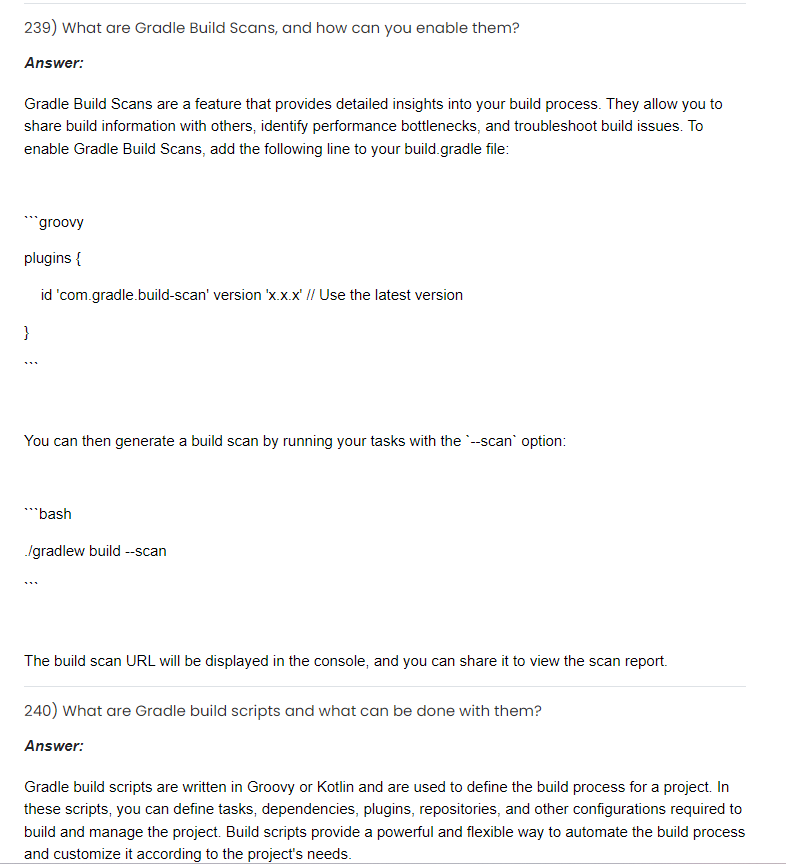 239) What are Gradle Build Scans, and how can you enable them?
Answer:
Gradle Build Scans are a feature that provides detailed insights into your build process. They allow you to
share build information with others, identify performance bottlenecks, and troubleshoot build issues. To
enable Gradle Build Scans, add the following line to your build.gradle file:
```groovy
plugins {
id 'com.gradle.build-scan' version 'x.x.x' // Use the latest version
}
```
You can then generate a build scan by running your tasks with the `--scan` option:
```bash
./gradlew build --scan
```
The build scan URL will be displayed in the console, and you can share it to view the scan report.
240) What are Gradle build scripts and what can be done with them?
Answer:
Gradle build scripts are written in Groovy or Kotlin and are used to define the build process for a project. In
these scripts, you can define tasks, dependencies, plugins, repositories, and other configurations required to
build and manage the project. Build scripts provide a powerful and flexible way to automate the build process
and customize it according to the project's needs.